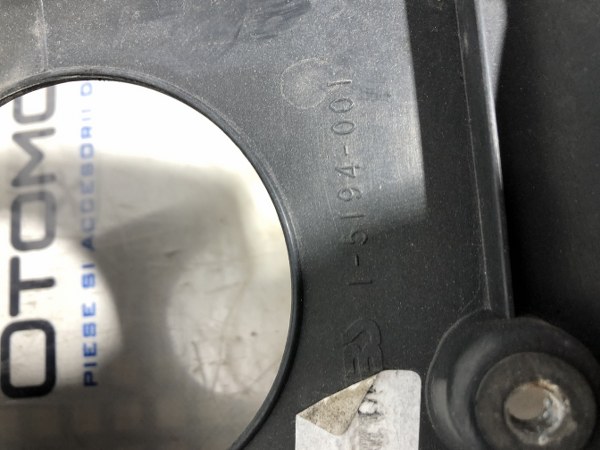 OTOMO
PIESE SI ACCESORII D
1-5194-001